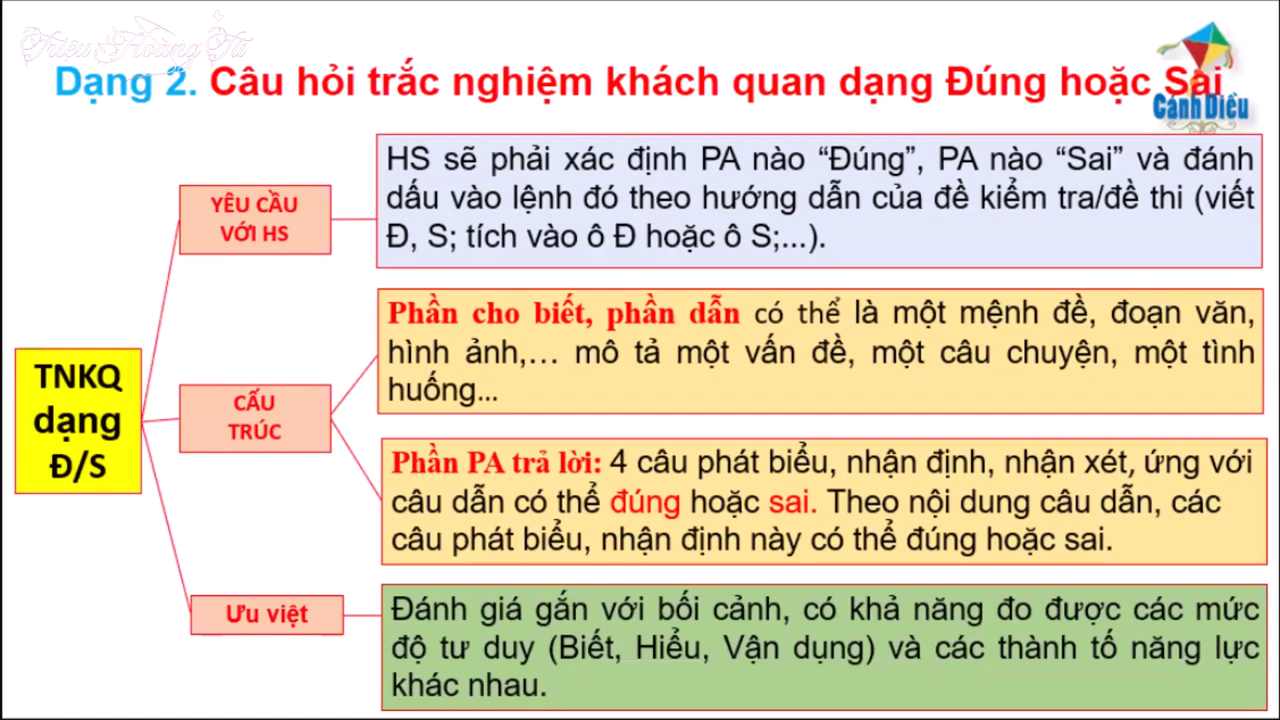 Triệu Hoàng Tú
Dạng 2. Câu hỏi trắc nghiệm khách quan dạng Đúng hoặc Sai
Cánh Diều
HS sẽ phải xác định PA nào “Đúng”, PA nào “Sai” và đánh
dấu vào lệnh đó theo hướng dẫn của đề kiểm tra/đề thi (viết
Đ, S; tích vào ô Đ hoặc ô S;...).
YÊU CẦU
VỚI HS
Phần cho biết, phần dẫn có thể là một mệnh đề, đoạn văn,
hình ảnh,… mô tả một vấn đề, một câu chuyện, một tình
huống…
TNKQ
dạng
Đ/S
CẤU
TRÚC
Phần PA trả lời: 4 câu phát biểu, nhận định, nhận xét, ứng với
câu dẫn có thể đúng hoặc sai. Theo nội dung câu dẫn, các
câu phát biểu, nhận định này có thể đúng hoặc sai.
Ưu việt
Đánh giá gắn với bối cảnh, có khả năng đo được các mức
độ tư duy (Biết, Hiểu, Vận dụng) và các thành tố năng lực
khác nhau.